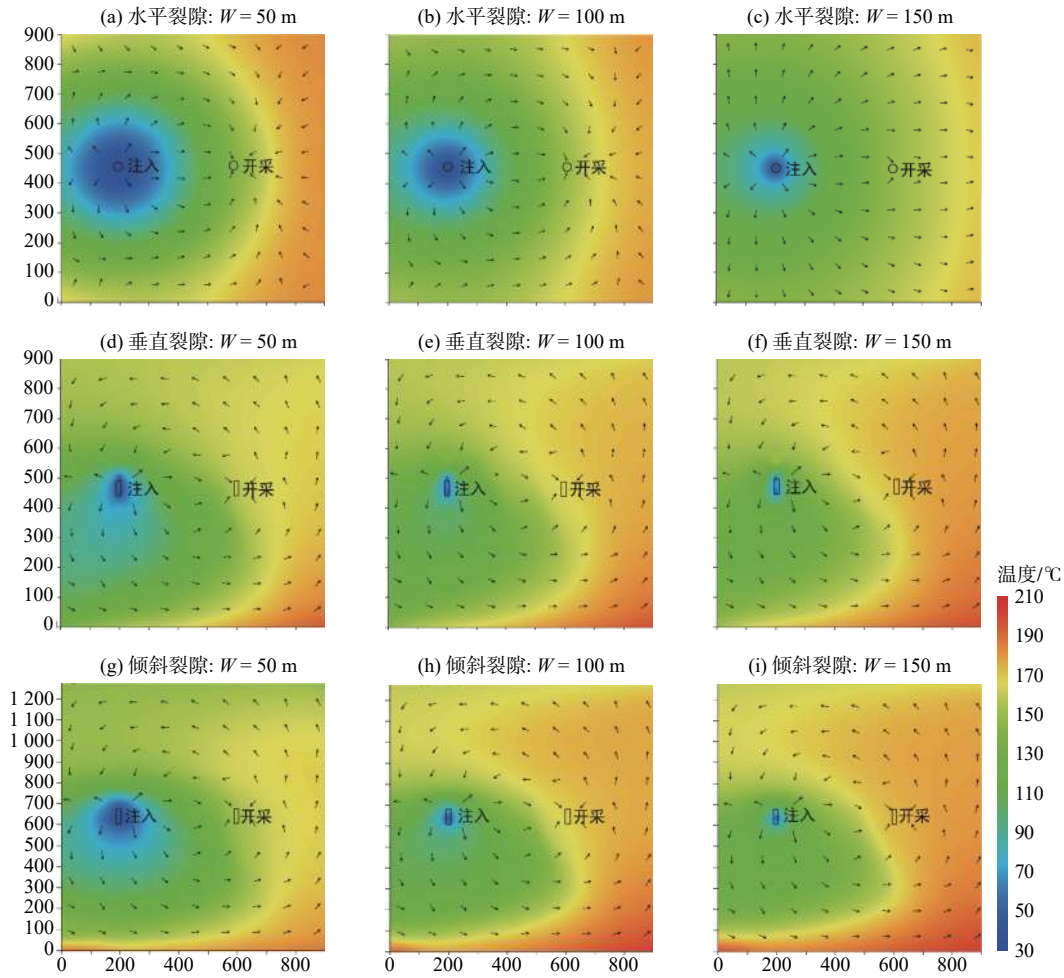 (a) 水平裂隙: W = 50 m
(b) 水平裂隙: W = 100 m
(c) 水平裂隙: W = 150 m
900
800
700
600
500
400
300
200
100
0
注入
开采
注入
开采
注入
开采
(d) 垂直裂隙: W = 50 m
(e) 垂直裂隙: W = 100 m
(f) 垂直裂隙: W = 150 m
900
800
700
600
500
400
300
200
100
0
注入
开采
注入
开采
注入
开采
(g) 倾斜裂隙: W = 50 m
(h) 倾斜裂隙: W = 100 m
(i) 倾斜裂隙: W = 150 m
1 200
1 100
1 000
900
800
700
600
500
400
300
200
100
0
注入
开采
注入
开采
注入
开采
0 200 400 600 800
0 200 400 600 800
0 200 400 600 800
温度/℃
210
190
170
150
130
110
90
70
50
30